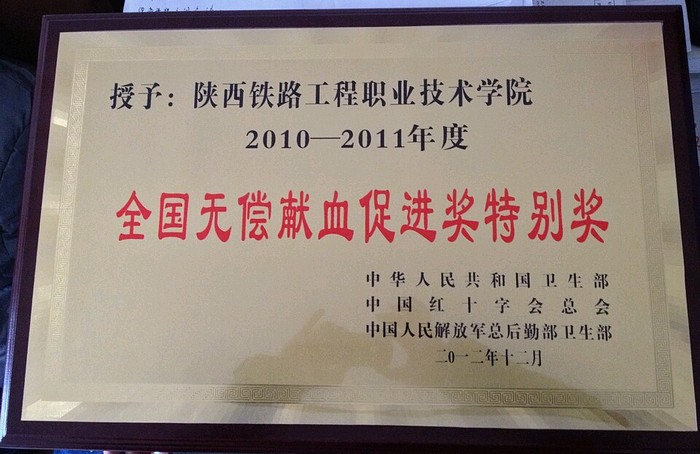 授予：陕西铁路工程职业技术学院
2010—2011年度
全国无偿献血促进奖特别奖
中华人民共和国卫生部
中国红十字会总会
中国人民解放军总后勤部卫生部
二〇一二年十二月